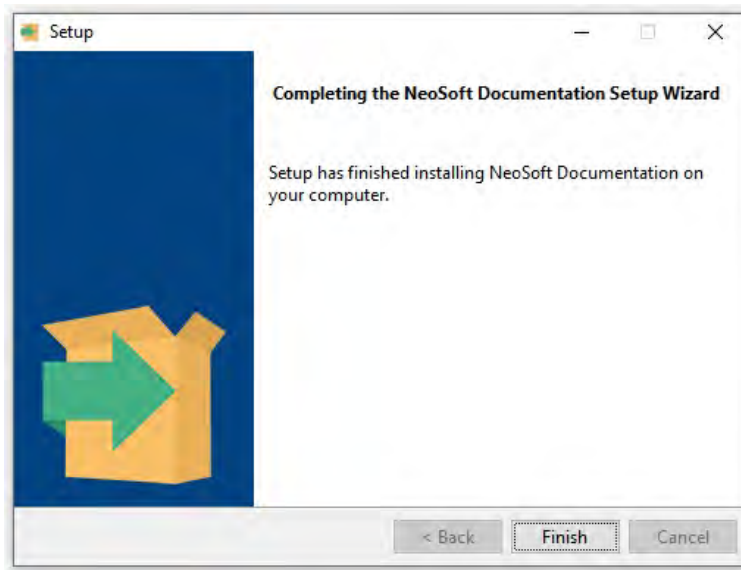 Setup
Completing the NeoSoft Documentation Setup Wizard
Setup has finished installing NeoSoft Documentation on
your computer.
< Back
Finish
Cancel